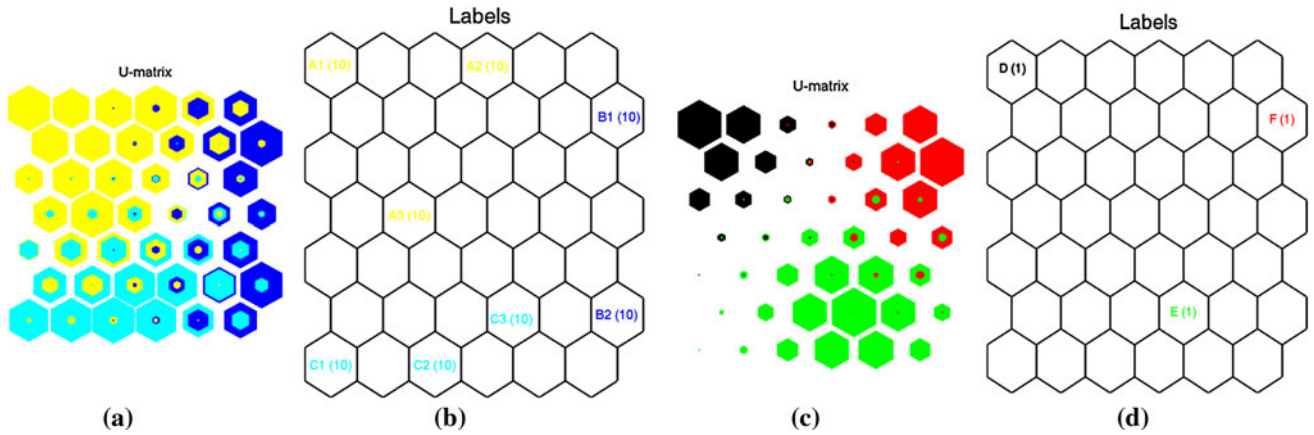 U-matrix
Labels
A1 (10)
A2 (10)
B1 (10)
A3 (10)
C3 (10)
B2 (10)
C1 (10)
C2 (10)
U-matrix
Labels
D (1)
F (1)
E (1)
(a)
(b)
(c)
(d)